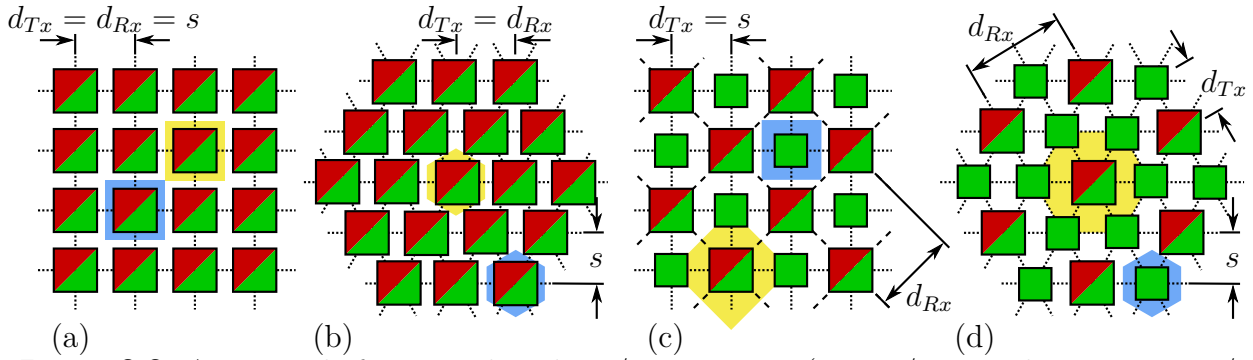 d_{Tx} = d_{Rx} = s
d_{Tx} = d_{Rx}
d_{Tx} = s
d_{Rx}
d_{Tx}
s
d_{Rx}
s
(a)
(b)
(c)
(d)